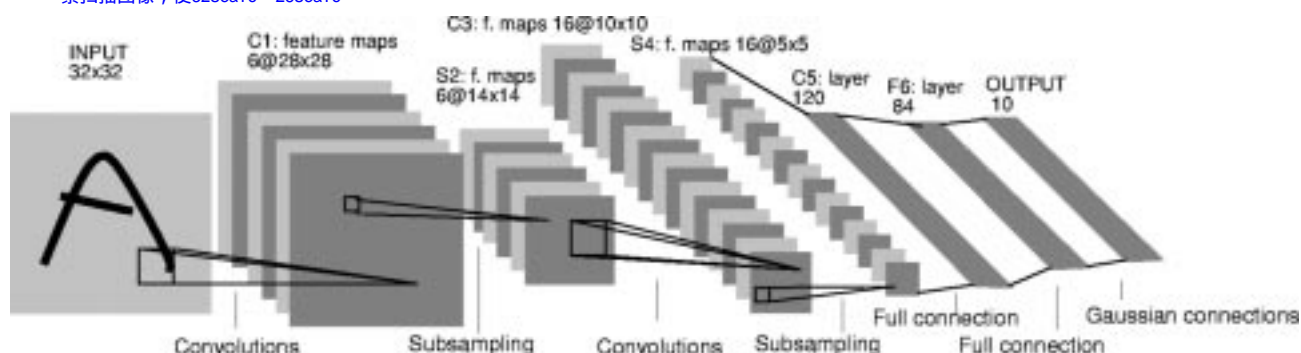 C3: f. maps 16@10x10
C1: feature maps
6@28x28
S4: f. maps 16@5x5
INPUT
32x32
S2: f. maps
6@14x14
C5: layer
120
F6: layer
84
OUTPUT
10
A
Full connection
Gaussian connections
Convolutions
Subsampling
Convolutions
Subsampling
Full connection